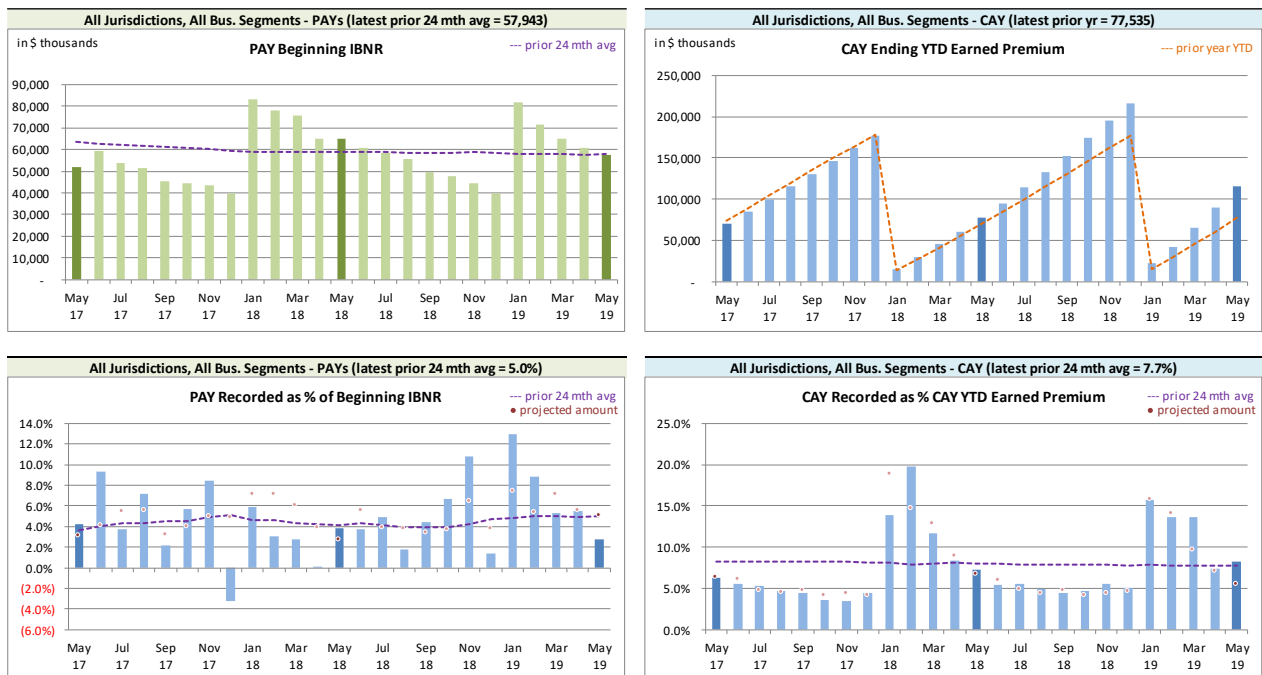 All Jurisdictions, All Bus. Segments - PAYs (latest prior 24 mth avg = 57,943)
in $ thousands
PAY Beginning IBNR
--- prior 24 mth avg
90,000
80,000
70,000
60,000
50,000
40,000
30,000
20,000
10,000
-
May Jul Sep Nov Jan Mar May Jul Sep Nov Jan Mar May
17 17 17 17 18 18 18 18 18 18 19 19 19
All Jurisdictions, All Bus. Segments - CAY (latest prior yr = 77,535)
in $ thousands
CAY Ending YTD Earned Premium
--- prior year YTD
250,000
200,000
150,000
100,000
50,000
-
May Jul Sep Nov Jan Mar May Jul Sep Nov Jan Mar May
17 17 17 17 18 18 18 18 18 18 19 19 19
All Jurisdictions, All Bus. Segments - PAYs (latest prior 24 mth avg = 5.0%)
PAY Recorded as % of Beginning IBNR
--- prior 24 mth avg
• projected amount
14.0%
12.0%
10.0%
8.0%
6.0%
4.0%
2.0%
0.0%
(2.0%)
(4.0%)
(6.0%)
May Jul Sep Nov Jan Mar May Jul Sep Nov Jan Mar May
17 17 17 17 18 18 18 18 18 18 19 19 19
All Jurisdictions, All Bus. Segments - CAY (latest prior 24 mth avg = 7.7%)
CAY Recorded as % CAY YTD Earned Premium
--- prior 24 mth avg
• projected amount
25.0%
20.0%
15.0%
10.0%
5.0%
0.0%
May Jul Sep Nov Jan Mar May Jul Sep Nov Jan Mar May
17 17 17 17 18 18 18 18 18 18 19 19 19